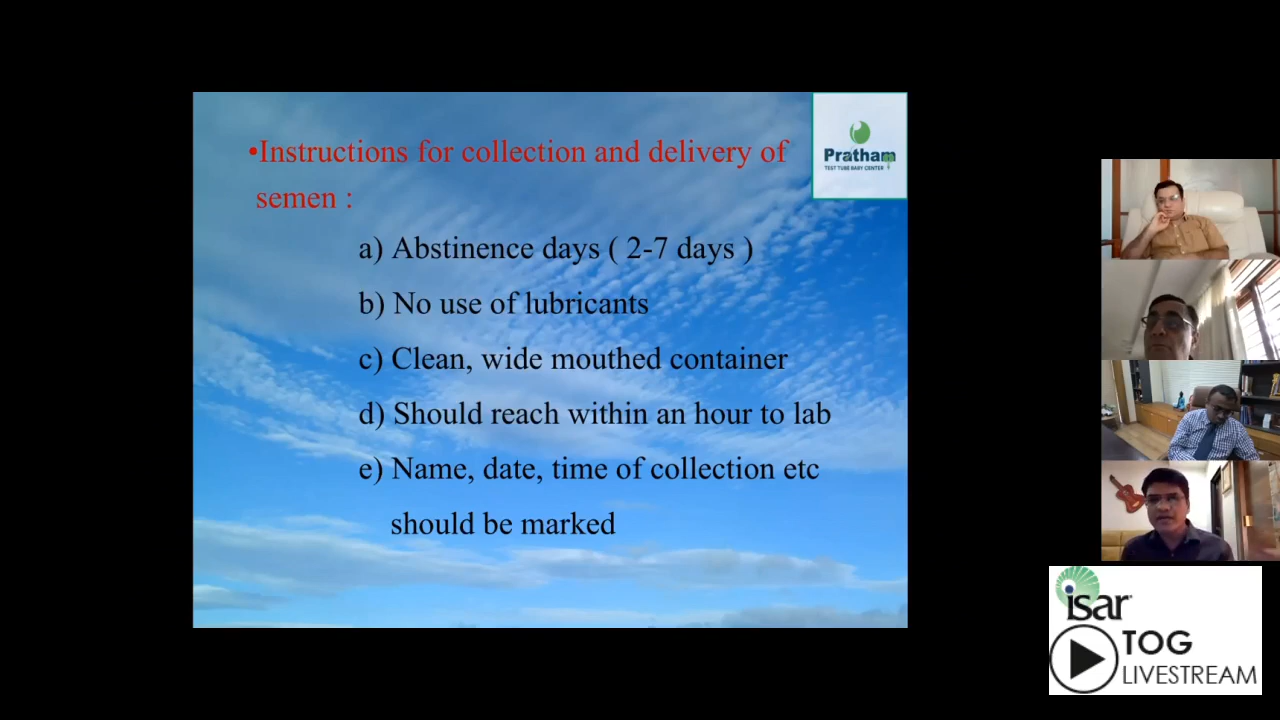 •Instructions for collection and delivery of
semen :
a) Abstinence days ( 2-7 days )
b) No use of lubricants
c) Clean, wide mouthed container
d) Should reach within an hour to lab
e) Name, date, time of collection etc
should be marked
Pratham
TEST TUBE BABY CENTER
isar
TOG
LIVESTREAM